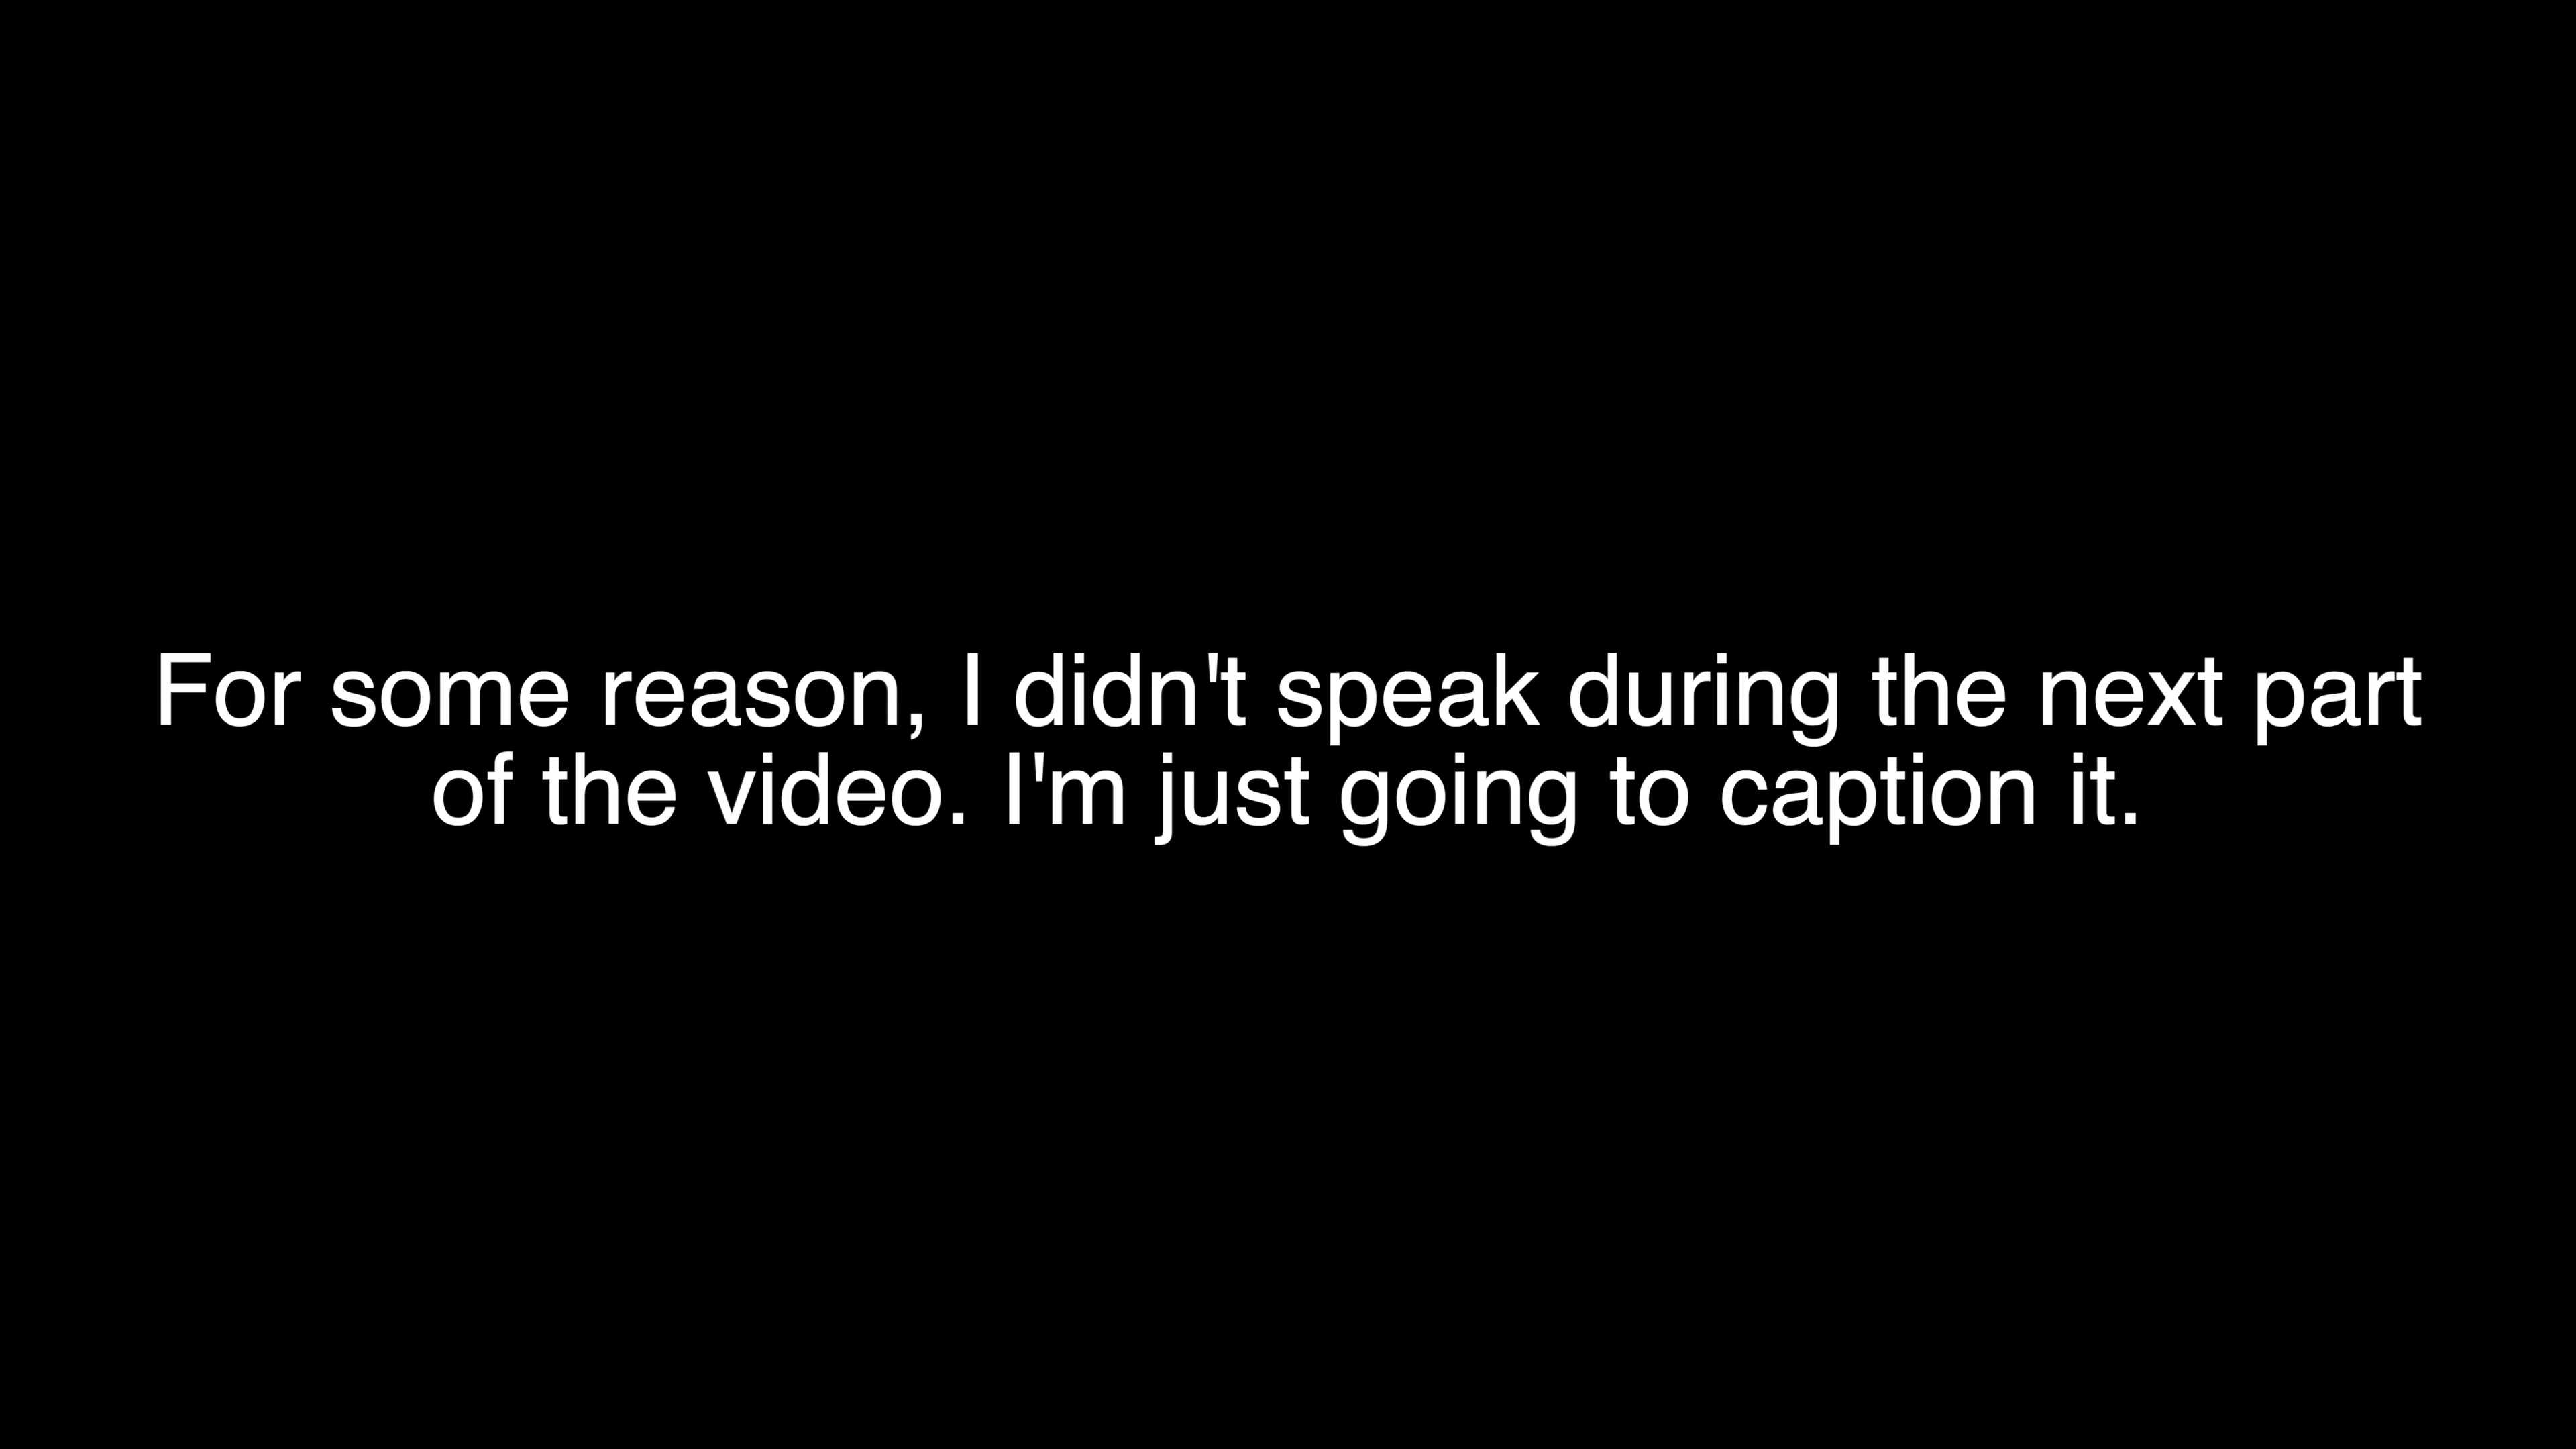 For some reason, I didn't speak during the next part
of the video. I'm just going to caption it.